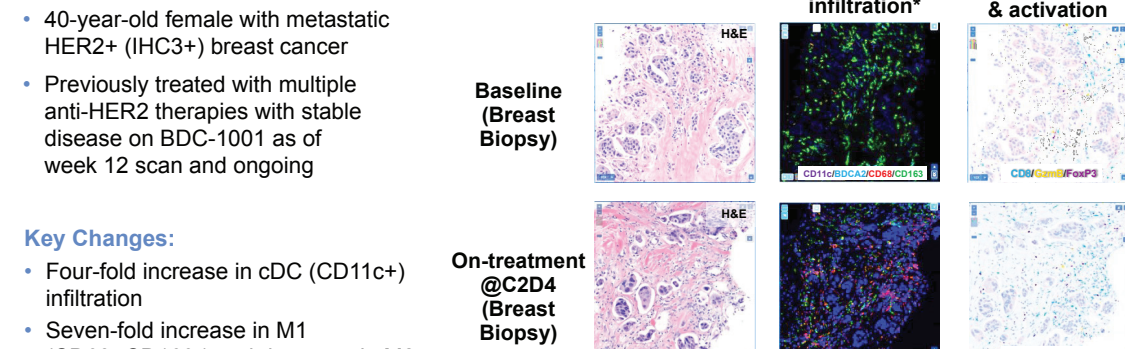 • 40-year-old female with metastatic
HER2+ (IHC3+) breast cancer
• Previously treated with multiple
anti-HER2 therapies with stable
disease on BDC-1001 as of
week 12 scan and ongoing
Key Changes:
• Four-fold increase in cDC (CD11c+)
infiltration
• Seven-fold increase in M1
infiltration*
& activation
Baseline
(Breast
Biopsy)
H&E
CD11c/BDCA2/CD68/CD163
CD8/GzmB/FoxP3
On-treatment
@C2D4
(Breast
Biopsy)
H&E